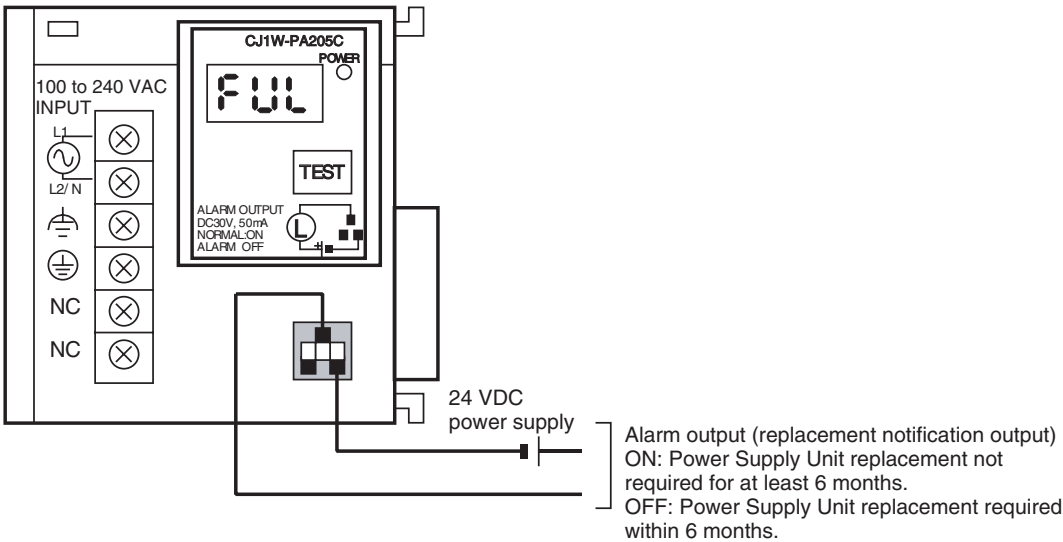 CJ1W-PA205C
POWER
FUL
100 to 240 VAC
INPUT
L1
L2/ N
TEST
ALARM OUTPUT
DC30V, 50mA
NORMAL:ON
ALARM OFF
L
+
NC
NC
24 VDC
power supply
Alarm output (replacement notification output)
ON: Power Supply Unit replacement not
required for at least 6 months.
OFF: Power Supply Unit replacement required
within 6 months.